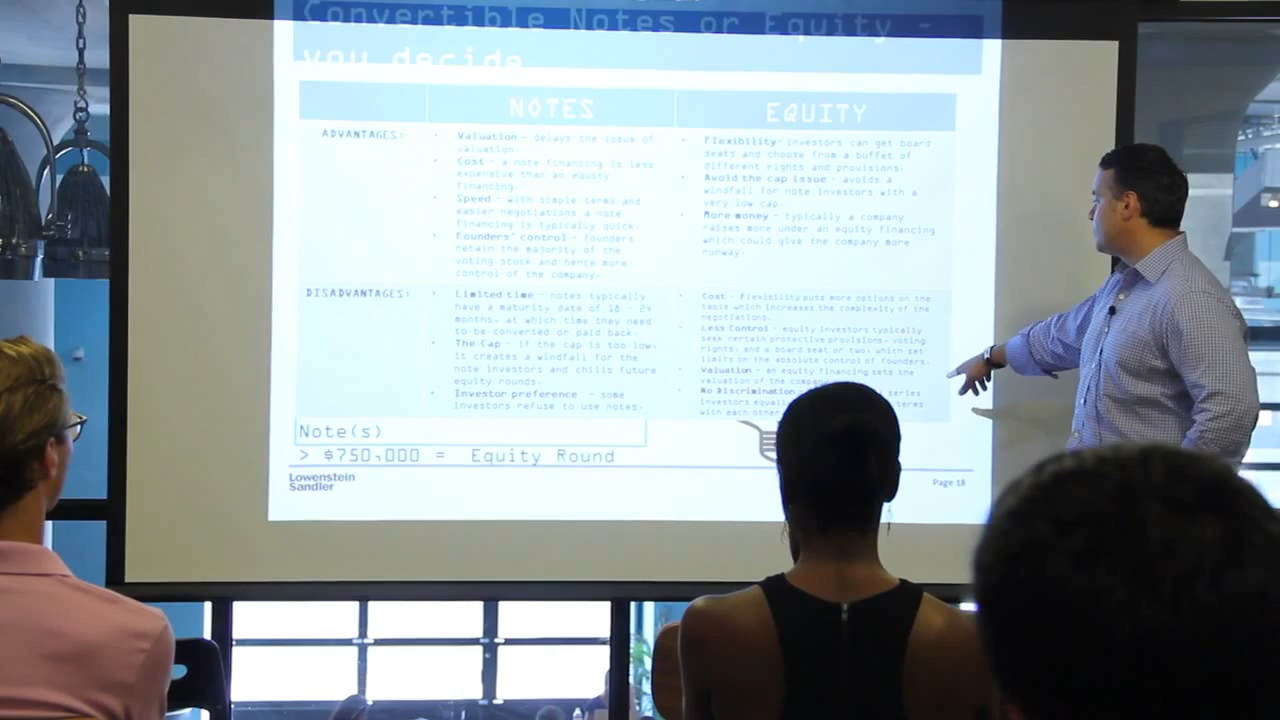 Convertible Notes or Equity -
you decide
NOTES
EQUITY
ADVANTAGES:
• Valuation - delays the issue of
valuation.
• Cost - a note financing is less
expensive than an equity
financing.
• Speed - with simple terms and
easier negotiations a note
financing is typically quick.
• Founders' control - founders
retain the majority of the
voting stock and hence more
control of the company.
• Flexibility- investors can get board
seats and choose from a buffet of
different rights and provisions.
• Avoid the cap issue - avoids a
windfall for note investors with a
very low cap.
• More money - typically a company
raises more under an equity financing
which could give the company more
runway.
DISADVANTAGES:
• Limited time - notes typically
have a maturity date of 18 - 24
months, at which time they need
to be converted or paid back.
• The Cap - if the cap is too low,
it creates a windfall for the
note investors and chills future
equity rounds.
• Investor preference - some
investors refuse to use notes.
• Cost - Flexibility puts more options on the
table which increases the complexity of the
negotiations.
• Less Control - equity investors typically
seek certain protective provisions, voting
rights, and a board seat or two, which set
limits on the absolute control of founders.
• Valuation - an equity financing sets the
valuation of the company
• No Discrimination - series
investors equall terms
with each other
Note(s)
> $750,000 = Equity Round
Lowenstein
Sandler
Page 18